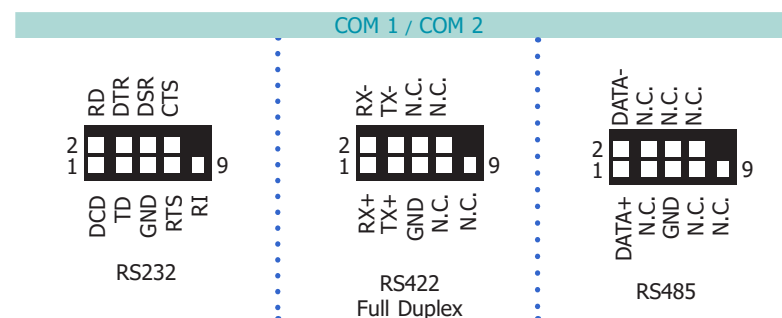 COM 1 / COM 2
RD DTR DSR CTS
2
1
9
DCD TD GND RTS RI
RS232
RX- TX- N.C. N.C.
2
1
9
RX+ TX+ GND N.C. N.C.
RS422
Full Duplex
DATA- N.C. N.C. N.C.
2
1
9
DATA+ N.C. GND N.C. N.C.
RS485